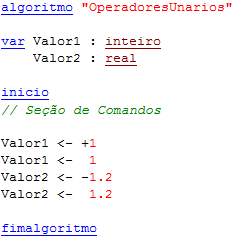 algoritmo "OperadoresUnarios"
var Valor1 : inteiro
Valor2 : real
inicio
// Seção de Comandos
Valor1 <- +1
Valor1 <- 1
Valor2 <- -1.2
Valor2 <- 1.2
fimalgoritmo